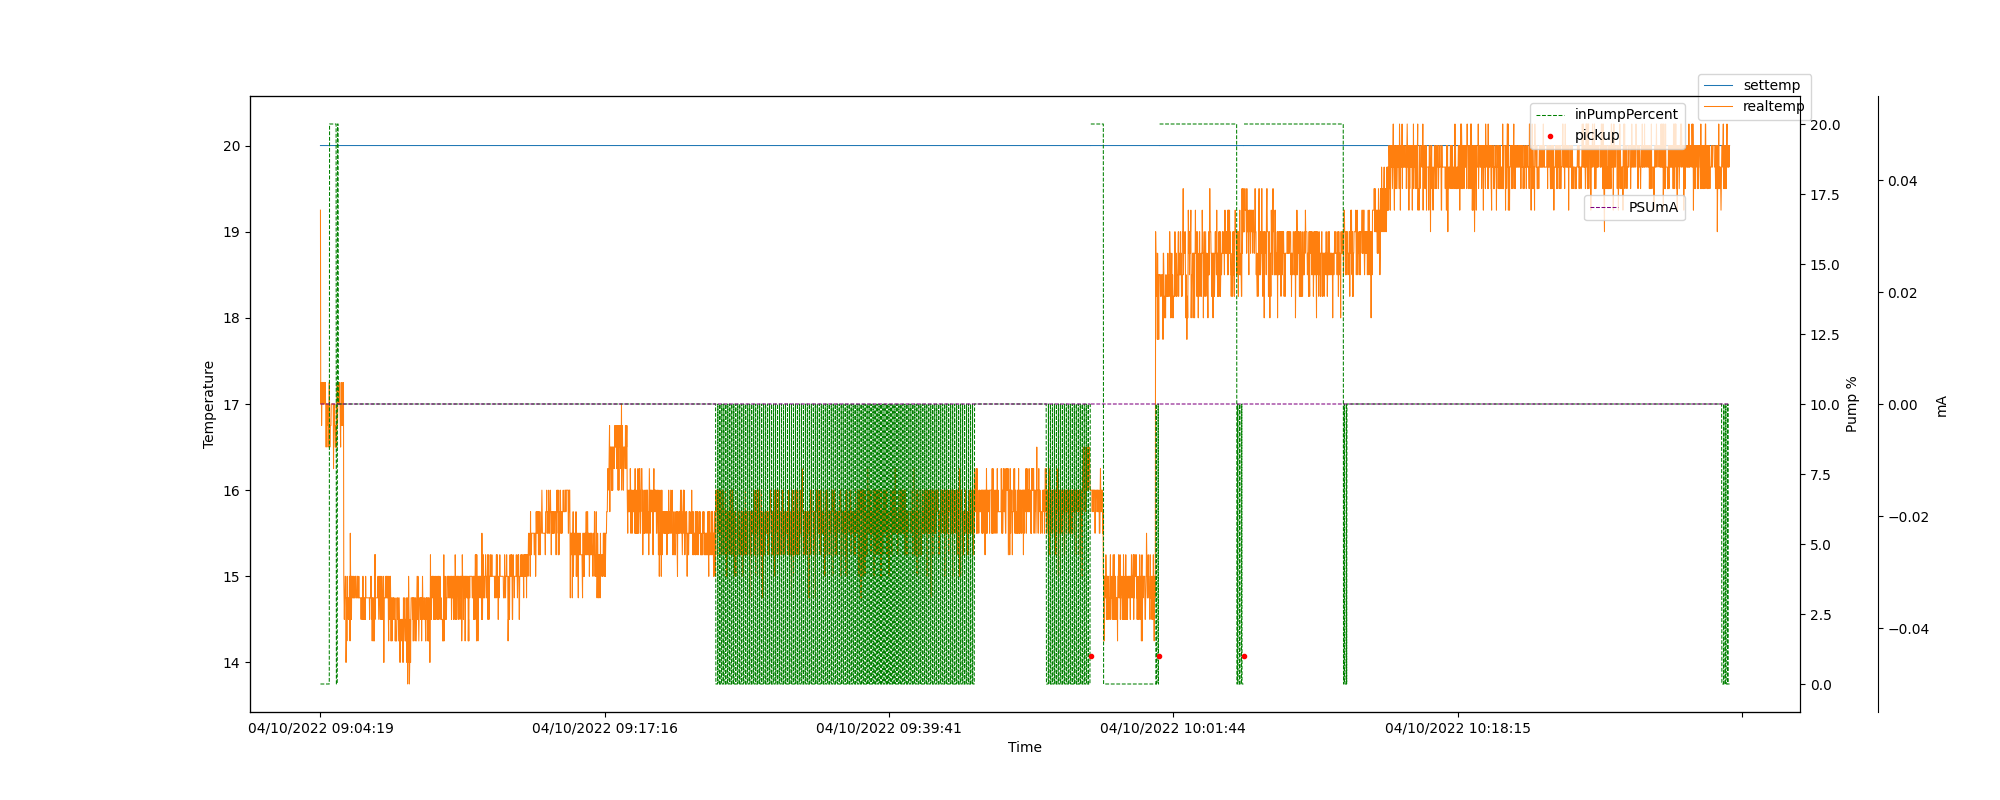 settemp
realtemp
inPumpPercent
pickup
PSUmA
20
19
18
17
16
15
14
Temperature
20.0
17.5
15.0
12.5
10.0
7.5
5.0
2.5
0.0
Pump %
0.04
0.02
0.00
−0.02
−0.04
mA
04/10/2022 09:04:19
04/10/2022 09:17:16
04/10/2022 09:39:41
04/10/2022 10:01:44
04/10/2022 10:18:15
Time